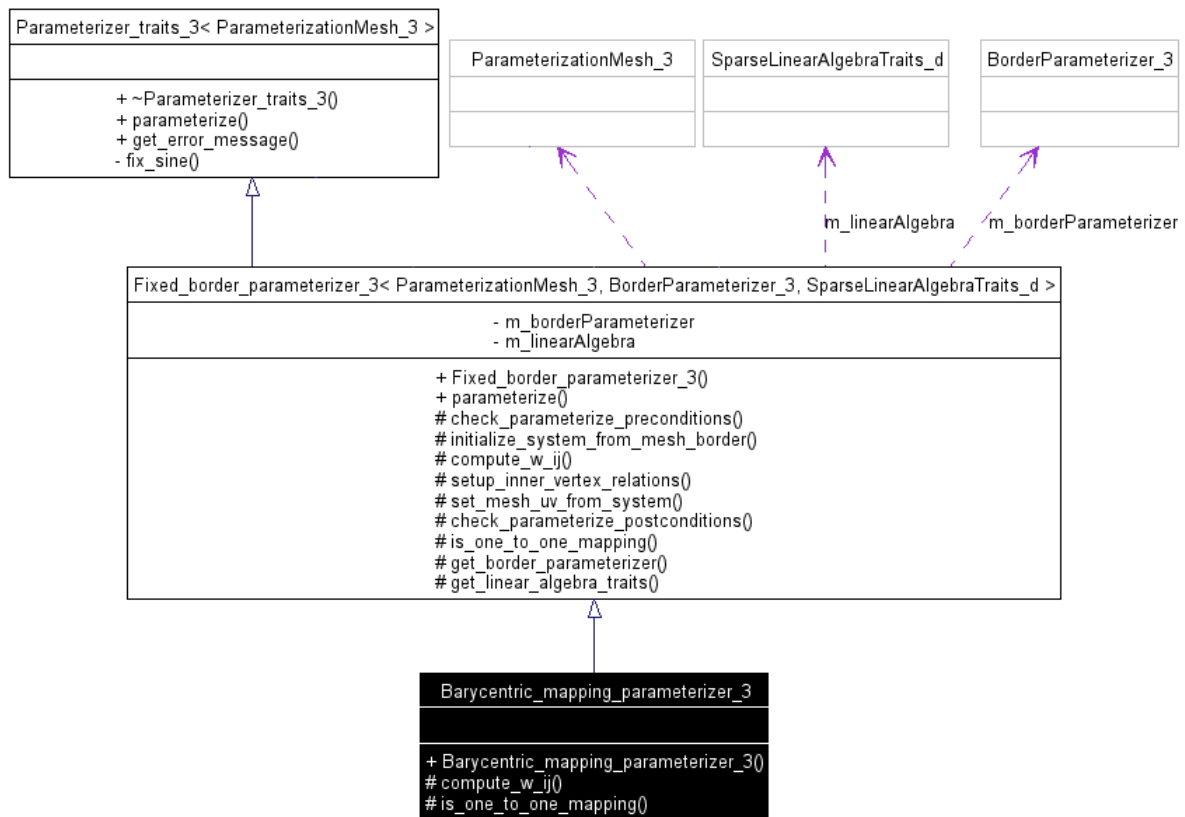 Parameterizer_traits_3< ParameterizationMesh_3 >
+ ~Parameterizer_traits_3()
+ parameterize()
+ get_error_message()
- fix_sine()
ParameterizationMesh_3
SparseLinearAlgebraTraits_d
BorderParameterizer_3
m_linearAlgebra
m_borderParameterizer
Fixed_border_parameterizer_3< ParameterizationMesh_3, BorderParameterizer_3, SparseLinearAlgebraTraits_d >
- m_borderParameterizer
- m_linearAlgebra
+ Fixed_border_parameterizer_3()
+ parameterize()
# check_parameterize_preconditions()
# initialize_system_from_mesh_border()
# compute_w_ij()
# setup_inner_vertex_relations()
# set_mesh_uv_from_system()
# check_parameterize_postconditions()
# is_one_to_one_mapping()
# get_border_parameterizer()
# get_linear_algebra_traits()
Barycentric_mapping_parameterizer_3
+ Barycentric_mapping_parameterizer_3()
# compute_w_ij()
# is_one_to_one_mapping()